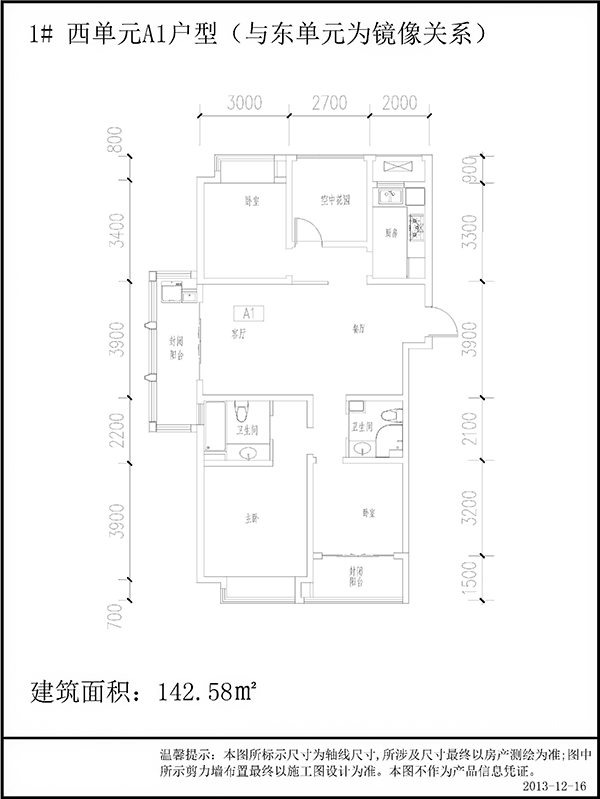 1# 西单元A1户型（与东单元为镜像关系）
3000 2700 2000
800
3400
3900
2200
3900
700
900
3300
3900
2100
3200
1500
卧室
空中花园
厨房
A1
客厅
餐厅
封闭
阳台
卫生间
卫生间
主卧
卧室
封闭
阳台
建筑面积：142.58㎡
温馨提示：本图所标示尺寸为轴线尺寸,所涉及尺寸最终以房产测绘为准;图中
所示剪力墙布置最终以施工图设计为准。本图不作为产品信息凭证。
2013-12-16